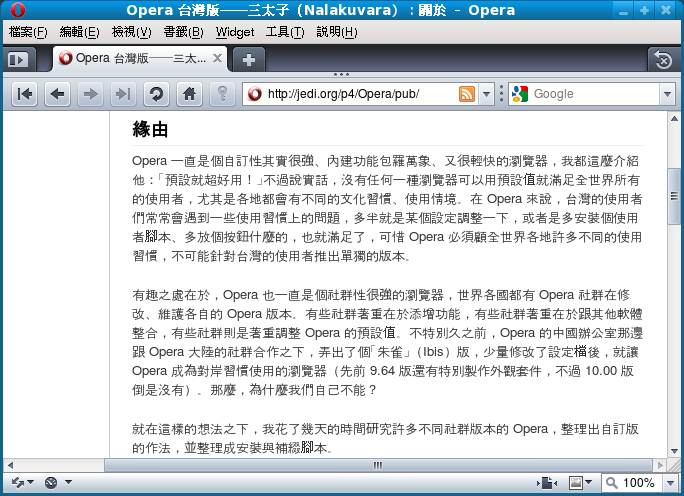 Opera 台灣版——三太子（Nalakuvara）：關於 - Opera
檔案(F) 編輯(E) 檢視(V) 書籤(B) Widget 工具(T) 說明(H)
Opera 台灣版——三太...
http://jedi.org/p4/Opera/pub/
Google
緣由
Opera 一直是個自訂性其實很強、內建功能包羅萬象、又很輕快的瀏覽器，我都這麼介紹
他：「預設就超好用！」不過說實話，沒有任何一種瀏覽器可以用預設值就滿足全世界所有
的使用者，尤其是各地都會有不同的文化習慣、使用情境。在 Opera 來說，台灣的使用者
們常常會遇到一些使用習慣上的問題，多半就是某個設定調整一下，或者是多安裝個使用
者腳本、多放個按鈕什麼的，也就滿足了，可惜 Opera 必須顧全世界各地許多不同的使用
習慣，不可能針對台灣的使用者推出單獨的版本。
有趣之處在於，Opera 也一直是個社群性很強的瀏覽器，世界各國都有 Opera 社群在修
改、維護各自的 Opera 版本。有些社群著重在於添增功能，有些社群著重在於跟其他軟體
整合，有些社群則是著重調整 Opera 的預設值。不特別久之前，Opera 的中國辦公室那邊
跟 Opera 大陸的社群合作之下，弄出了個「朱雀」（Ibis）版，少量修改了設定檔後，就讓
Opera 成為對岸習慣使用的瀏覽器（先前 9.64 版還有特別製作外觀套件，不過 10.00 版
倒是沒有）。那麼，為什麼我們自己不能？
就在這樣的想法之下，我花了幾天的時間研究許多不同社群版本的 Opera，整理出自訂版
的作法，並整理成安裝與補綴腳本。
100%